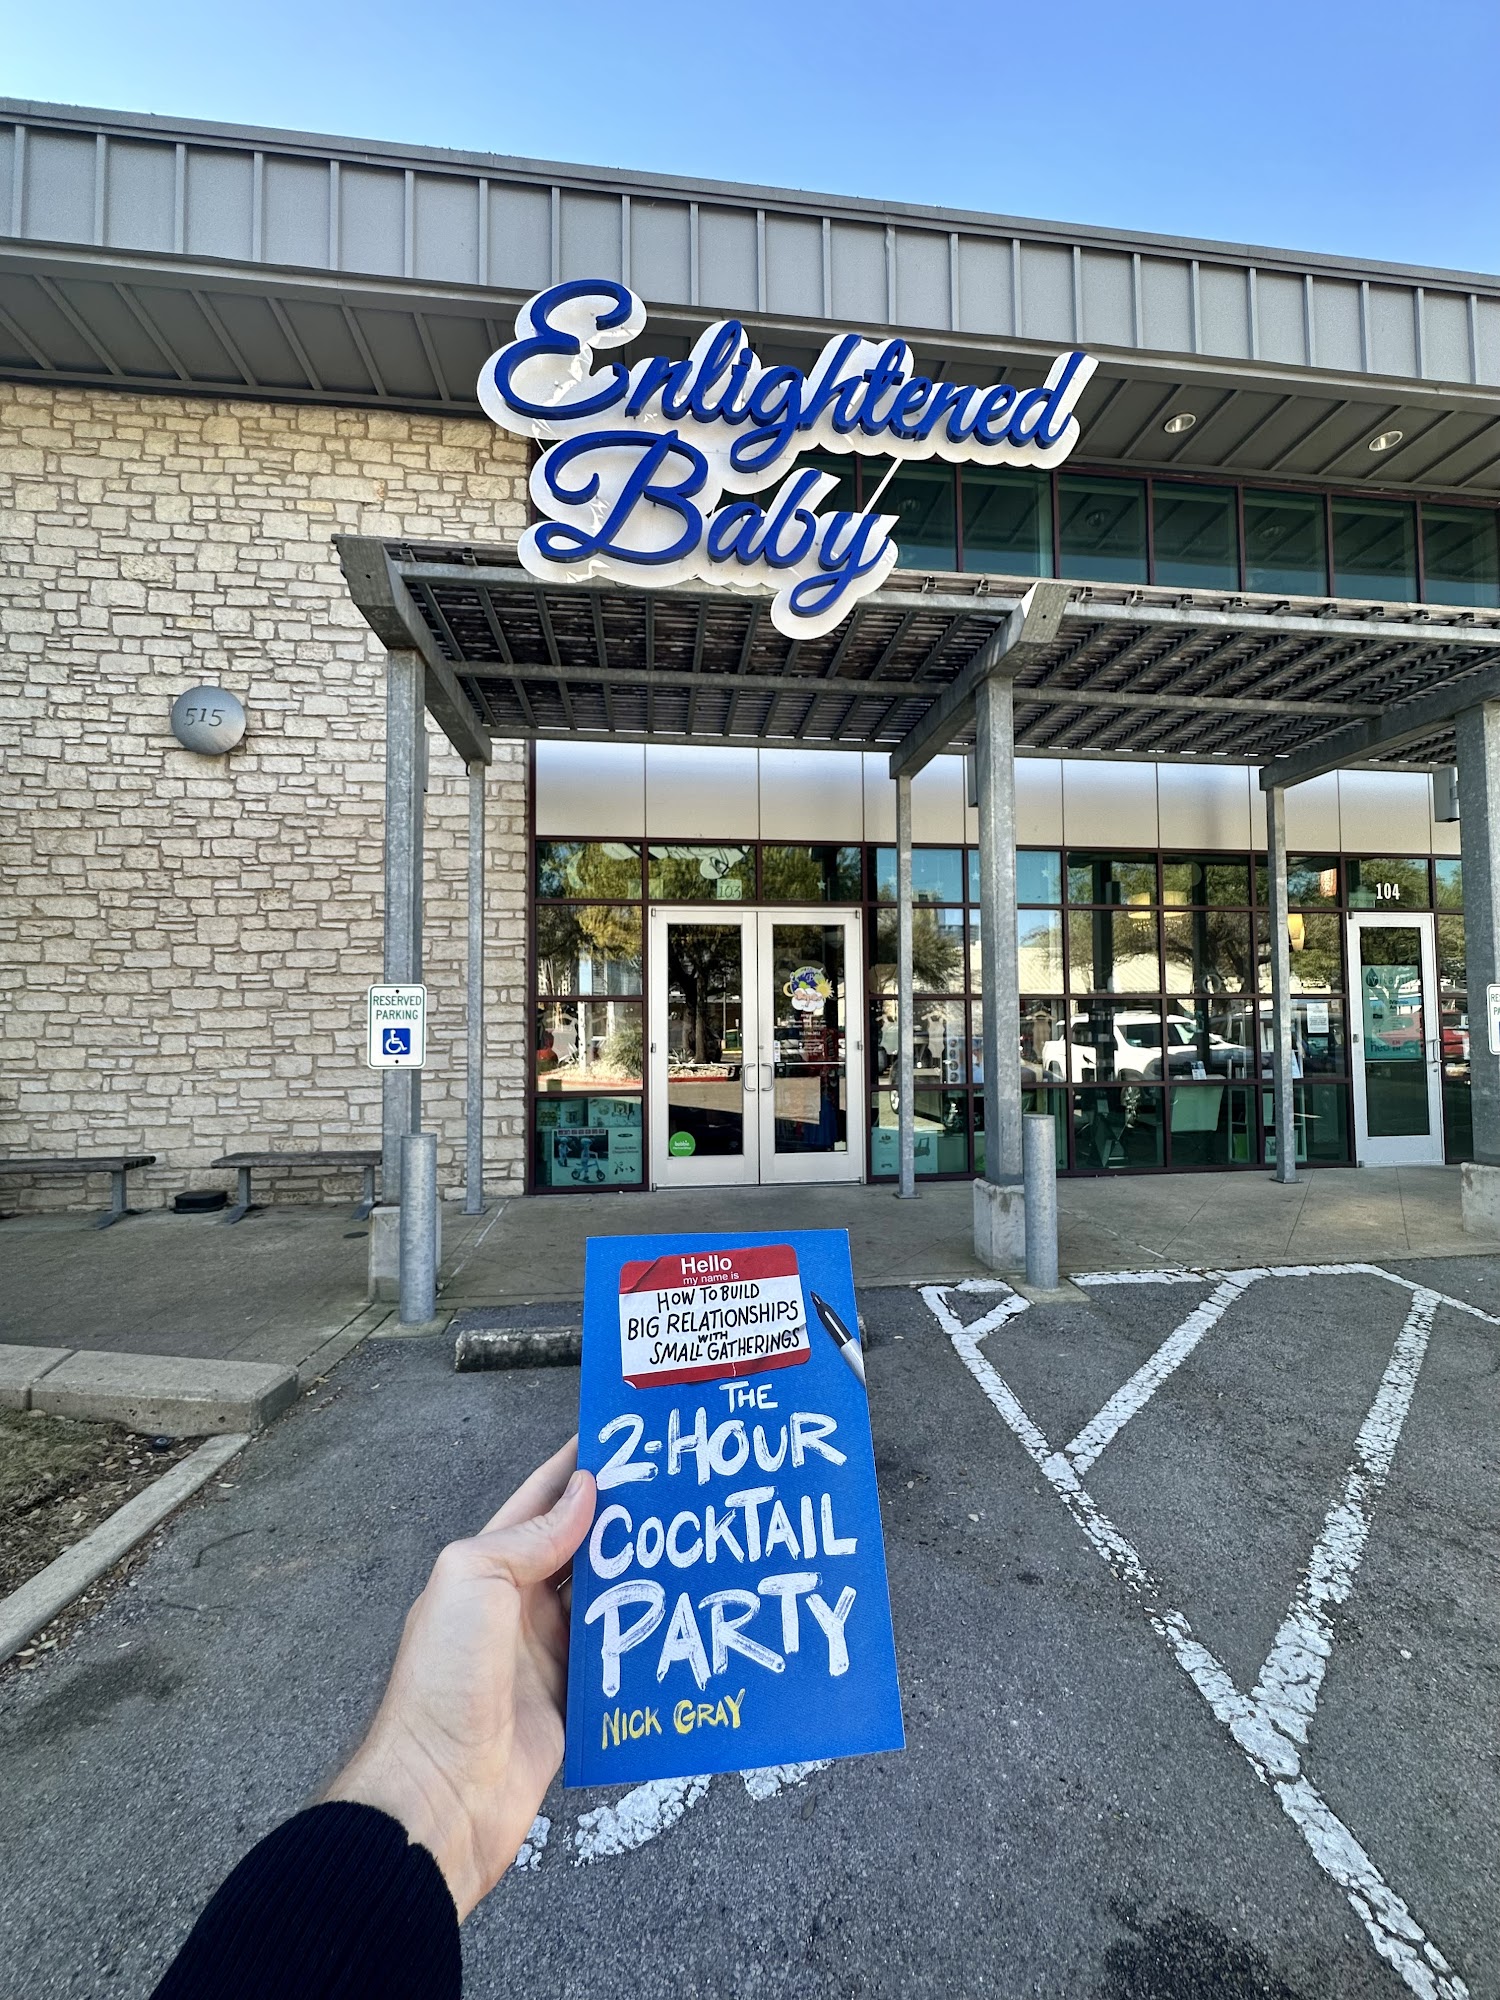 Enlightened
Baby
515
103
104
RESERVED
PARKING
Hello
my name is
HOW TO BUILD
BIG RELATIONSHIPS
WITH
SMALL GATHERINGS
THE
2-HOUR
COCKTAIL
PARTY
NICK GRAY